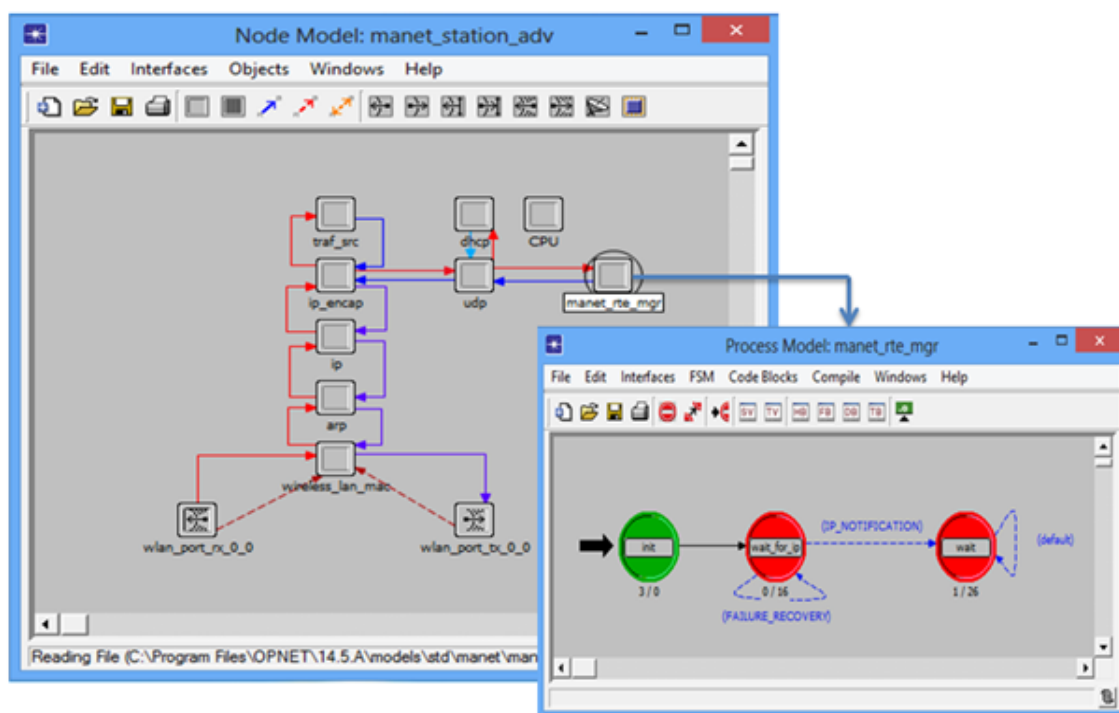 Node Model: manet_station_adv
File Edit Interfaces Objects Windows Help
traf_src
dhcp
CPU
ip_encap
udp
manet_rte_mgr
ip
arp
wireless_lan_mac
wlan_port_rx_0_0
wlan_port_tx_0_0
Reading File (C:\Program Files\OPNET\14.5.A\models\std\manet\man
Process Model: manet_rte_mgr
File Edit Interfaces FSM Code Blocks Compile Windows Help
SV TV HB FB DB TB
(IP_NOTIFICATION)
init
wait_for_ip
wait
(default)
3 / 0
0 / 16
1 / 26
(FAILURE_RECOVERY)